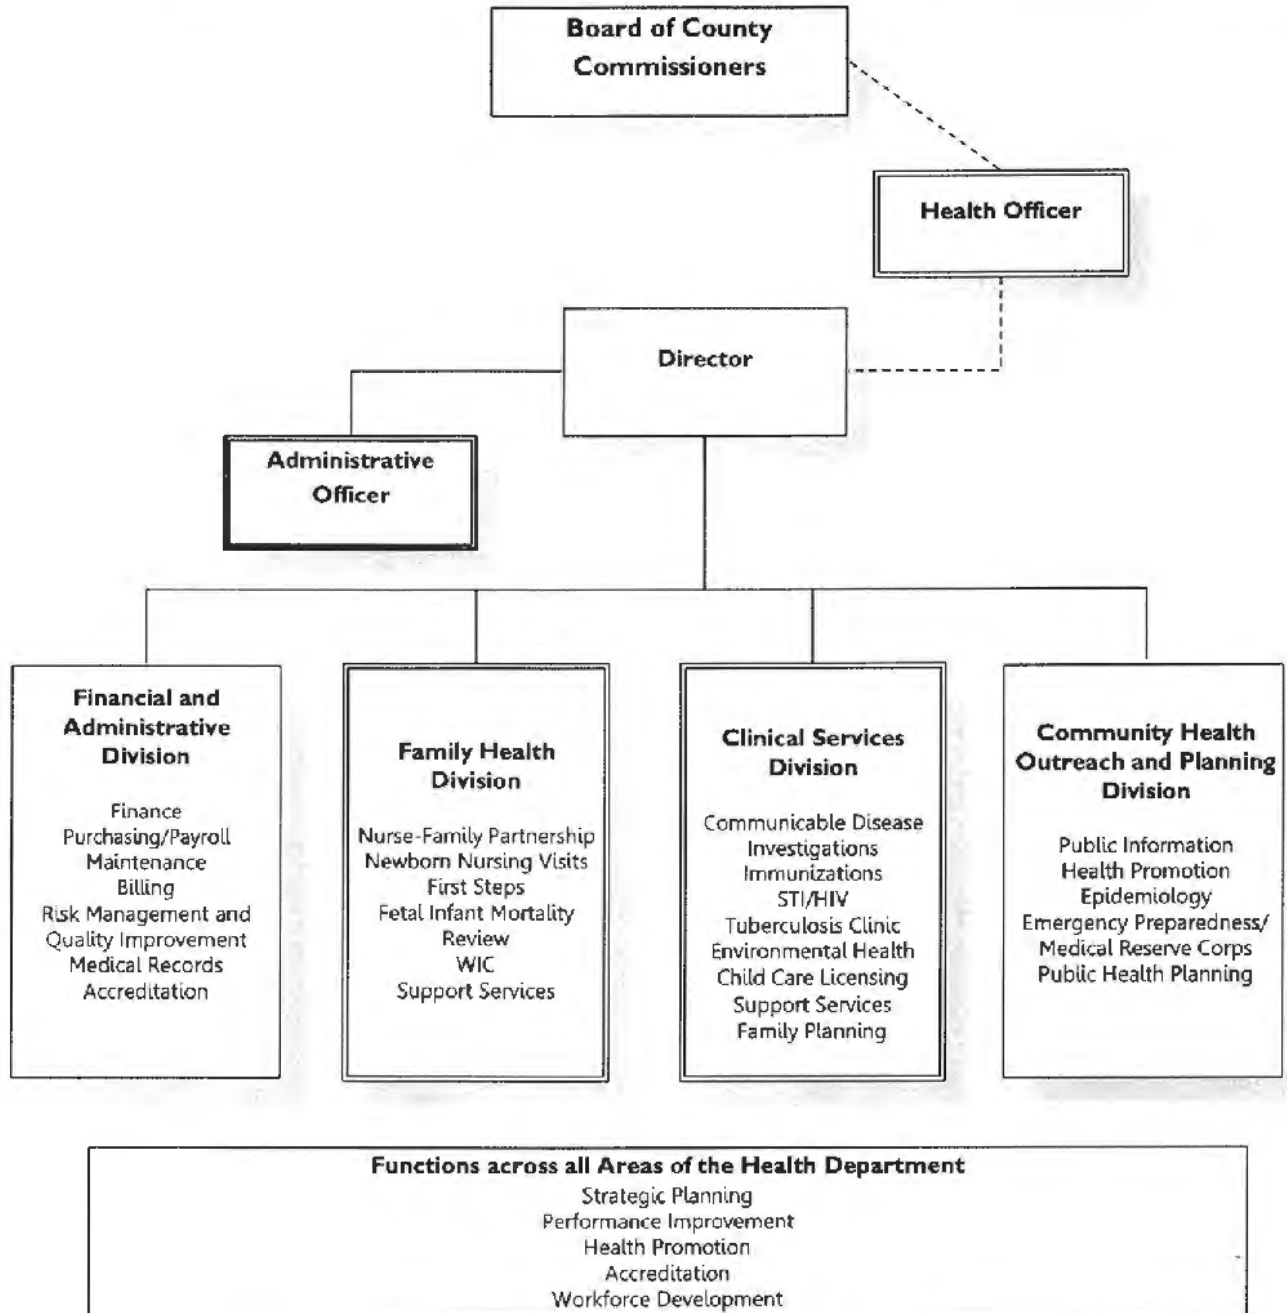 Board of County
Commissioners
Health Officer
Director
Administrative
Officer
Financial and
Administrative
Division
Finance
Purchasing/Payroll
Maintenance
Billing
Risk Management and
Quality Improvement
Medical Records
Accreditation
Family Health
Division
Nurse-Family Partnership
Newborn Nursing Visits
First Steps
Fetal Infant Mortality
Review
WIC
Support Services
Clinical Services
Division
Communicable Disease
Investigations
Immunizations
STI/HIV
Tuberculosis Clinic
Environmental Health
Child Care Licensing
Support Services
Family Planning
Community Health
Outreach and Planning
Division
Public Information
Health Promotion
Epidemiology
Emergency Preparedness/
Medical Reserve Corps
Public Health Planning
Functions across all Areas of the Health Department
Strategic Planning
Performance Improvement
Health Promotion
Accreditation
Workforce Development